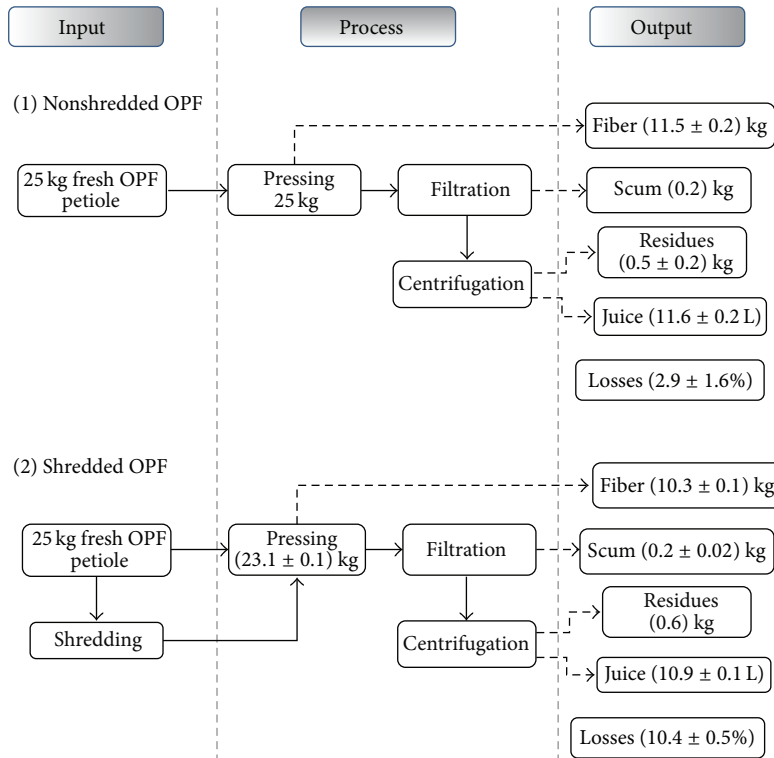 Input
Process
Output
(1) Nonshredded OPF
Fiber (11.5 ± 0.2) kg
25 kg fresh OPF
petiole
Pressing
25 kg
Filtration
Scum (0.2) kg
Residues
(0.5 ± 0.2) kg
Centrifugation
Juice (11.6 ± 0.2 L)
Losses (2.9 ± 1.6%)
(2) Shredded OPF
Fiber (10.3 ± 0.1) kg
25 kg fresh OPF
petiole
Pressing
(23.1 ± 0.1) kg
Filtration
Scum (0.2 ± 0.02) kg
Residues
(0.6) kg
Shredding
Centrifugation
Juice (10.9 ± 0.1 L)
Losses (10.4 ± 0.5%)